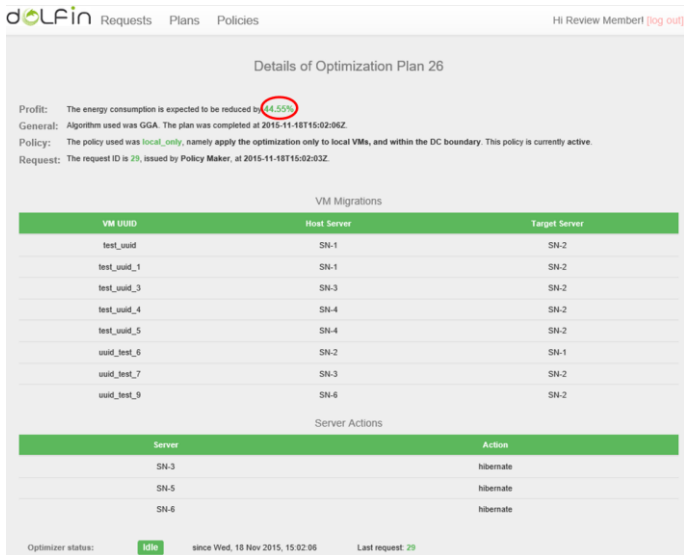 dOLFin Requests Plans Policies Hi Review Member! [log out]
Details of Optimization Plan 26
Profit: The energy consumption is expected to be reduced by 44.55%.
General: Algorithm used was GGA. The plan was completed at 2015-11-18T15:02:06Z.
Policy: The policy used was local_only, namely apply the optimization only to local VMs, and within the DC boundary. This policy is currently active.
Request: The request ID is 29, issued by Policy Maker, at 2015-11-18T15:02:03Z.
VM Migrations
VM UUID Host Server Target Server
test_uuid SN-1 SN-2
test_uuid_1 SN-1 SN-2
test_uuid_3 SN-3 SN-2
test_uuid_4 SN-4 SN-2
test_uuid_5 SN-4 SN-2
uuid_test_6 SN-2 SN-1
uuid_test_7 SN-3 SN-2
uuid_test_9 SN-6 SN-2
Server Actions
Server Action
SN-3 hibernate
SN-5 hibernate
SN-6 hibernate
Optimizer status: Idle since Wed, 18 Nov 2015, 15:02:06 Last request: 29